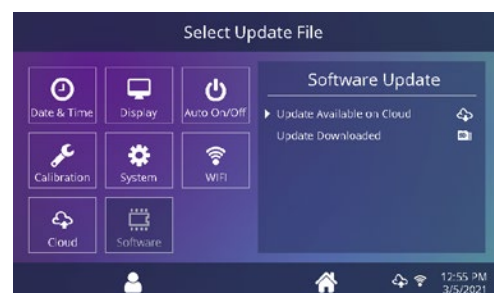 Select Update File
Date & Time
Display
Auto On/Off
Calibration
System
WIFI
Cloud
Software
Software Update
Update Available on Cloud
Update Downloaded
12:55 PM
3/5/2021